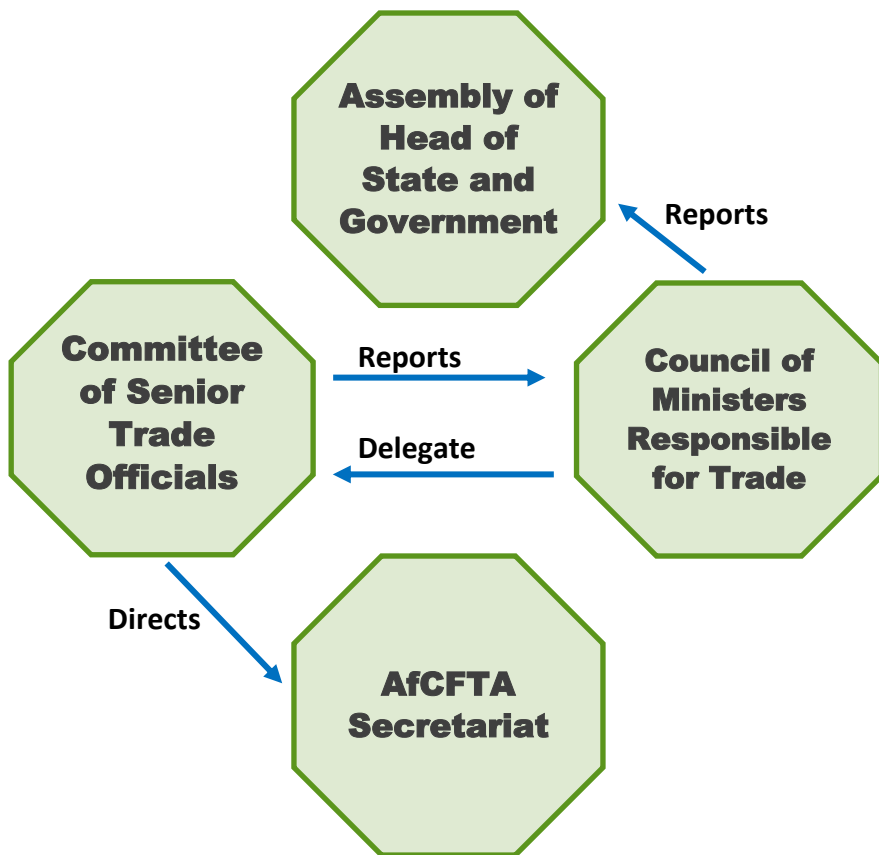 Assembly of
Head of
State and
Government
Reports
Committee
of Senior
Trade
Officials
Reports
Delegate
Council of
Ministers
Responsible
for Trade
Directs
AfCFTA
Secretariat